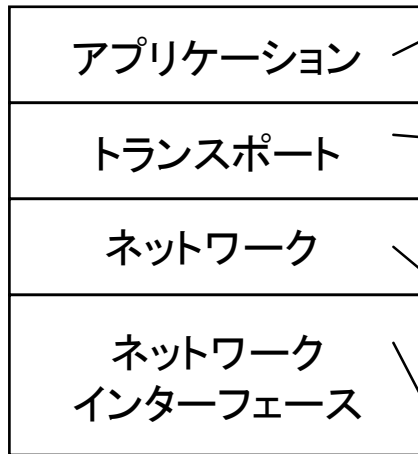 アプリケーション
トランスポート
ネットワーク
ネットワーク
インターフェース